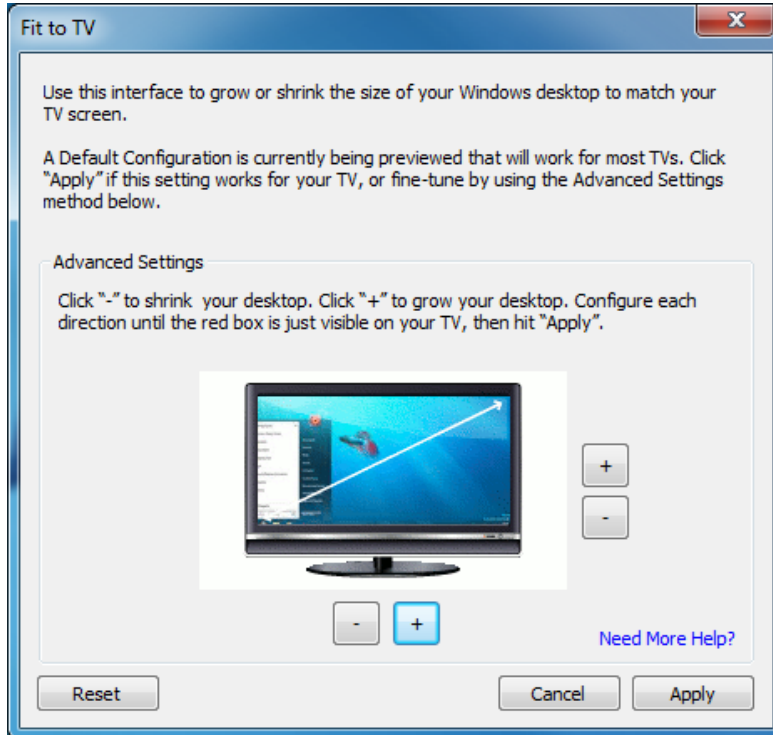 Fit to TV
Use this interface to grow or shrink the size of your Windows desktop to match your
TV screen.
A Default Configuration is currently being previewed that will work for most TVs. Click
“Apply” if this setting works for your TV, or fine-tune by using the Advanced Settings
method below.
Advanced Settings
Click “-” to shrink  your desktop. Click “+” to grow your desktop. Configure each
direction until the red box is just visible on your TV, then hit “Apply”.
+
-
- +
Need More Help?
Reset Cancel Apply